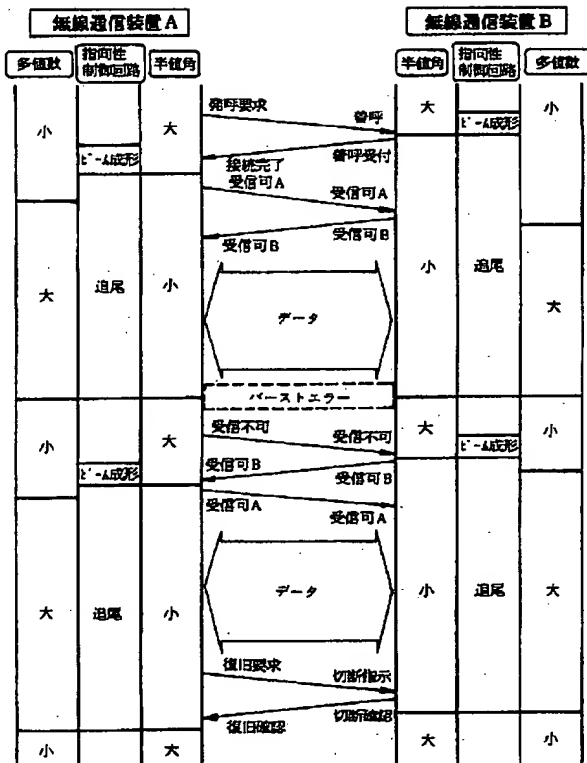 無線通信装置A
無線通信装置B
多値数
指向性
制御回路
半値角
半値角
指向性
制御回路
多値数
小
大
発呼要求
着呼
大
小
ビーム成形
ビーム成形
接続完了
着呼受付
受信可A
受信可A
受信可B
受信可B
大
追尾
小
データ
小
追尾
大
バーストエラー
小
大
受信不可
受信不可
大
小
ビーム成形
ビーム成形
受信可B
受信可B
受信可A
受信可A
大
追尾
小
データ
小
追尾
大
復旧要求
切断指示
復旧確認
切断確認
小
大
大
小